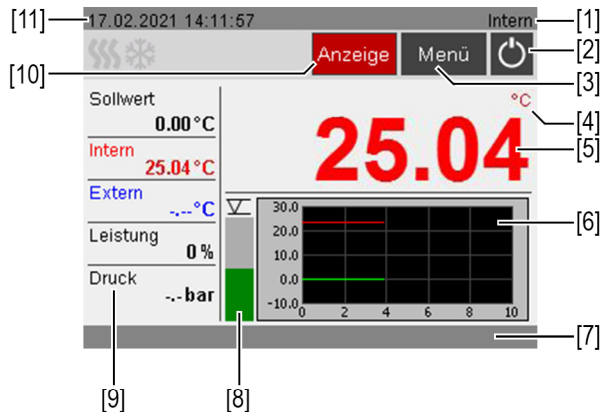 [11] 17.02.2021 14:11:57 Intern [1]
[10] Anzeige Menü [2]
[3]
Sollwert
0.00 °C
Intern
25.04 °C
Extern
-.-- °C
Leistung
0 %
Druck
-.- bar
°C [4]
25.04 [5]
30.0
20.0
10.0
0.0
-10.0
0 2 4 6 8 10
[6]
[7]
[9] [8]